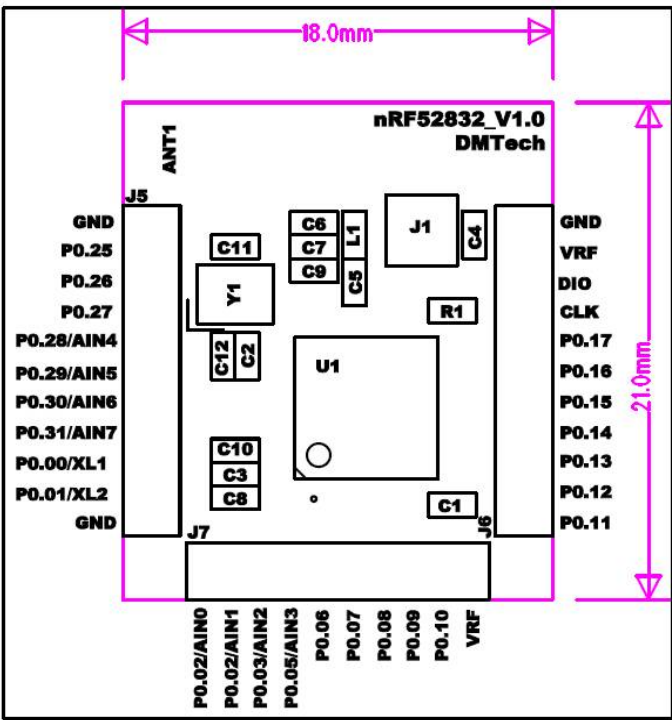 18.0mm
nRF52832_V1.0
DMTech
ANT1
J5
GND
P0.25
P0.26
P0.27
P0.28/AIN4
P0.29/AIN5
P0.30/AIN6
P0.31/AIN7
P0.00/XL1
P0.01/XL2
GND
C11
Y1
C12
C2
C10
C3
C8
C6
C7
C9
L1
C5
J1
C4
R1
U1
C1
J6
GND
VRF
DIO
CLK
P0.17
P0.16
P0.15
P0.14
P0.13
P0.12
P0.11
21.0mm
J7
P0.02/AIN0
P0.02/AIN1
P0.03/AIN2
P0.05/AIN3
P0.06
P0.07
P0.08
P0.09
P0.10
VRF